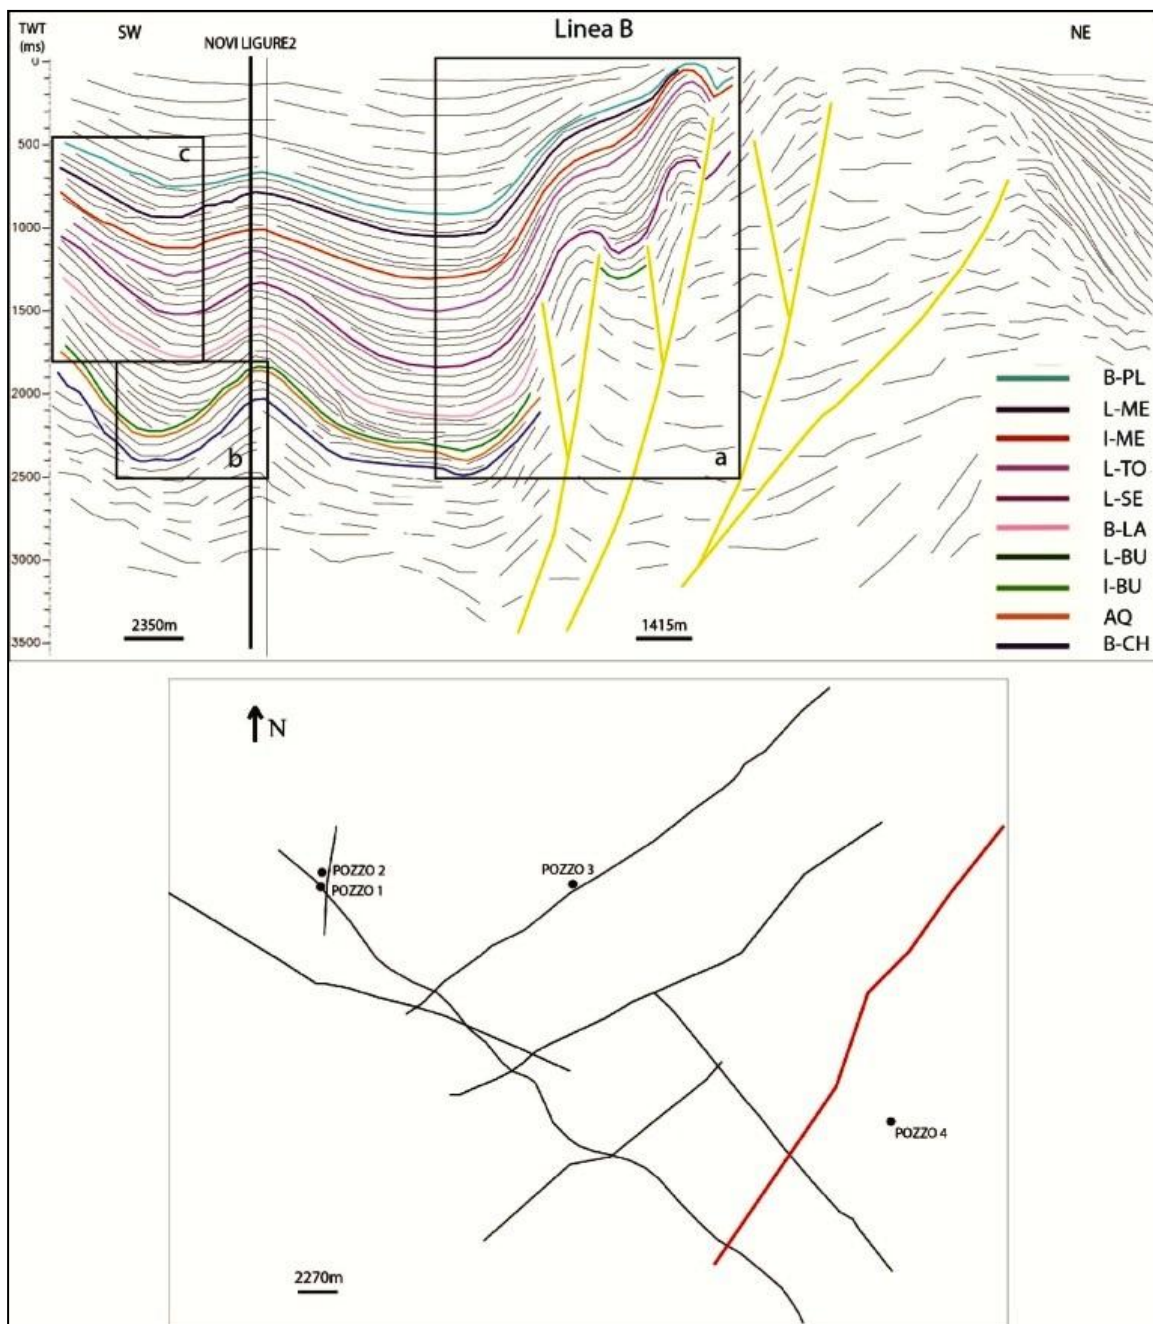 TWT
(ms)
SW
NOVI LIGURE2
Linea B
NE
0
500
1000
1500
2000
2500
3000
3500
c
b
a
2350m
1415m
B-PL
L-ME
I-ME
L-TO
L-SE
B-LA
L-BU
I-BU
AQ
B-CH
N
POZZO 2
POZZO 1
POZZO 3
POZZO 4
2270m